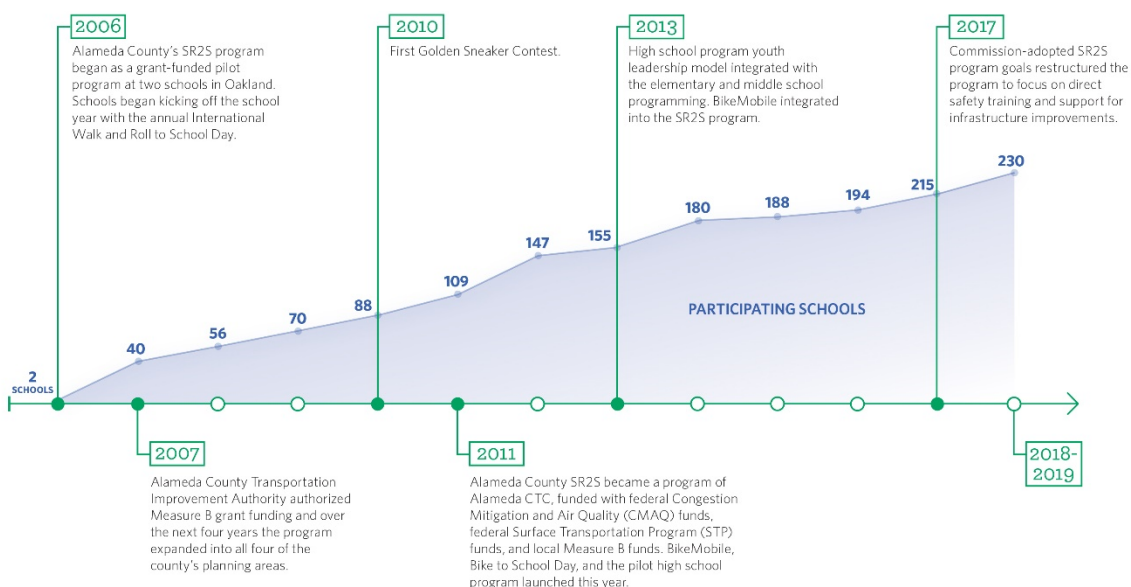 2006
Alameda County’s SR2S program
began as a grant-funded pilot
program at two schools in Oakland.
Schools began kicking off the school
year with the annual International
Walk and Roll to School Day.
2010
First Golden Sneaker Contest.
2013
High school program youth
leadership model integrated with
the elementary and middle school
programming. BikeMobile integrated
into the SR2S program.
2017
Commission-adopted SR2S
program goals restructured the
program to focus on direct
safety training and support for
infrastructure improvements.
2
SCHOOLS
40
56
70
88
109
147
155
180
188
194
215
230
PARTICIPATING SCHOOLS
2007
Alameda County Transportation
Improvement Authority authorized
Measure B grant funding and over
the next four years the program
expanded into all four of the
county’s planning areas.
2011
Alameda County SR2S became a program of
Alameda CTC, funded with federal Congestion
Mitigation and Air Quality (CMAQ) funds,
federal Surface Transportation Program (STP)
funds, and local Measure B funds. BikeMobile,
Bike to School Day, and the pilot high school
program launched this year.
2018-
2019